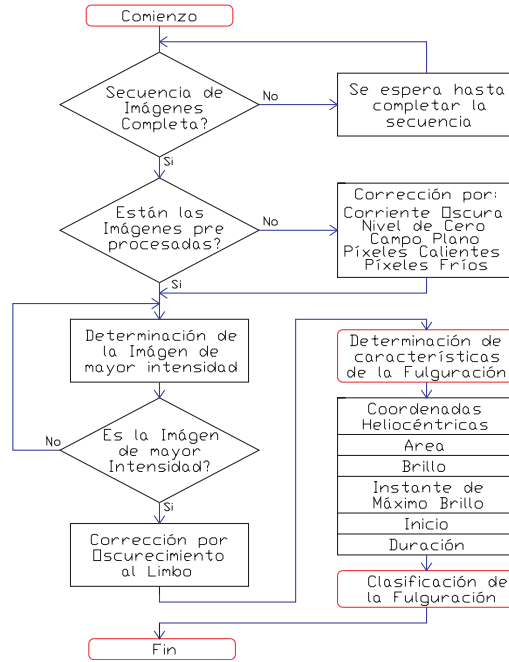 Comienzo
Secuencia de
Imágenes
Completa?
No
Se espera hasta
completar la
secuencia
Si
Están las
Imágenes pre
procesadas?
No
Corrección por:
Corriente Oscura
Nivel de Cero
Campo Plano
Píxeles Calientes
Píxeles Fríos
Si
Determinación de
la Imágen de
mayor intensidad
Es la Imágen
de mayor
Intensidad?
No
Si
Corrección por
Oscurecimiento
al Limbo
Determinación de
características
de la Fulguración
Coordenadas
Heliocéntricas
Area
Brillo
Instante de
Máximo Brillo
Inicio
Duración
Clasificación de
la Fulguración
Fin